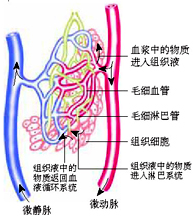 血浆中的物质
进入组织液
毛细血管
毛细淋巴管
组织细胞
组织液中的物质
进入淋巴系统
组织液中的
物质返回血
液循环系统
微静脉
微动脉